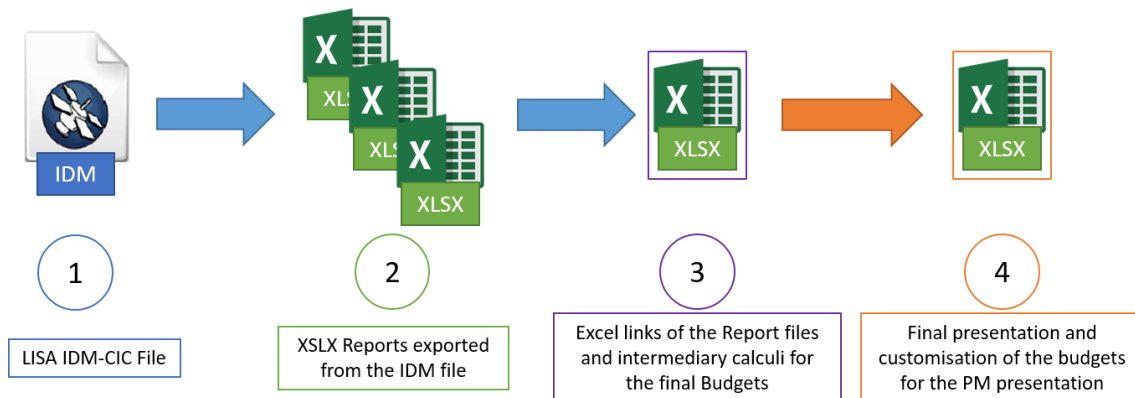 X
XLSX
X
XLSX
X
XLSX
X
XLSX
X
XLSX
IDM
1
2
3
4
LISA IDM-CIC File
XSLX Reports exported
from the IDM file
Excel links of the Report files
and intermediary calculi for
the final Budgets
Final presentation and
customisation of the budgets
for the PM presentation